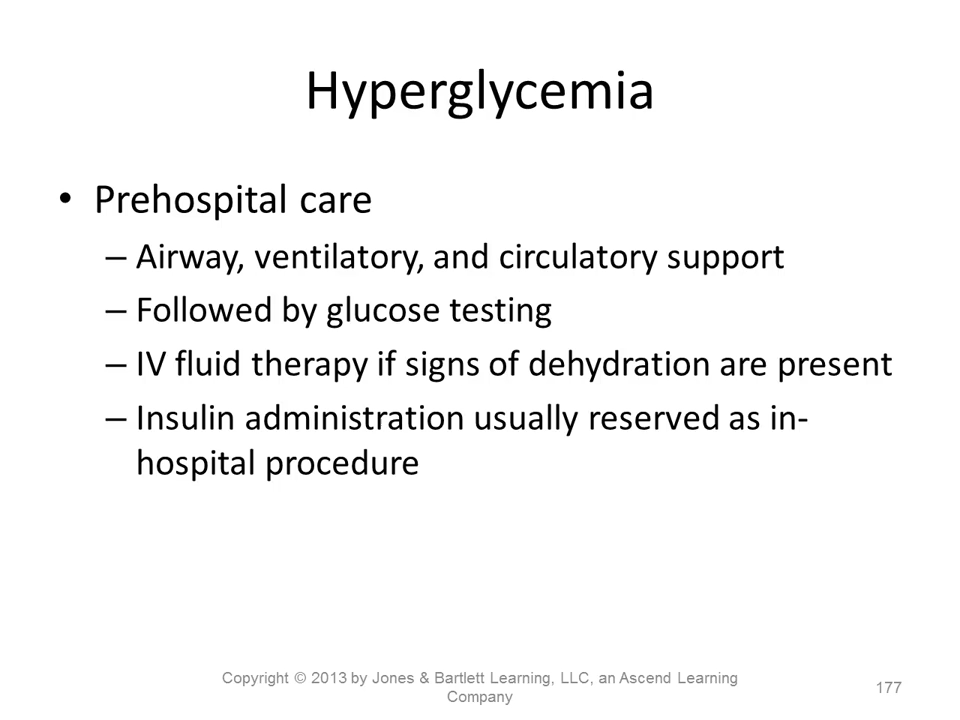 Hyperglycemia
• Prehospital care
– Airway, ventilatory, and circulatory support
– Followed by glucose testing
– IV fluid therapy if signs of dehydration are present
– Insulin administration usually reserved as in-
hospital procedure
Copyright © 2013 by Jones & Bartlett Learning, LLC, an Ascend Learning
Company
177